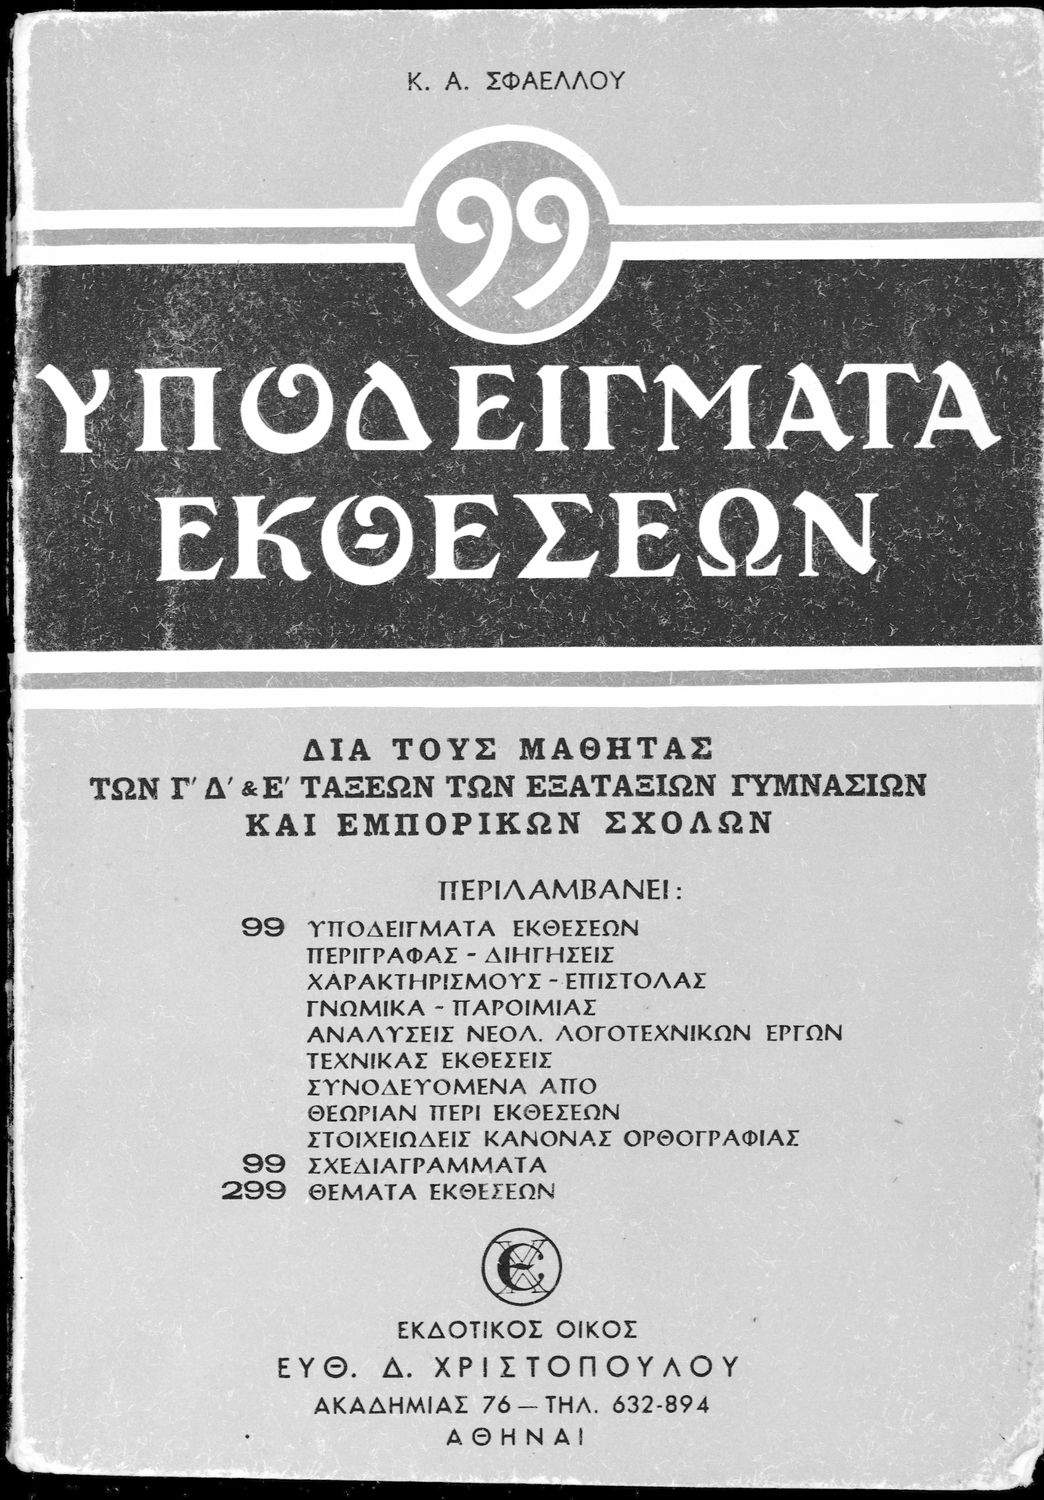 Κ. Α. ΣΦΑΕΛΛΟΥ
99
ΥΠΟΔΕΙΓΜΑΤΑ
ΕΚΘΕΣΕΩΝ
ΔΙΑ ΤΟΥΣ ΜΑΘΗΤΑΣ
ΤΩΝ Γ' Δ' & Ε' ΤΑΞΕΩΝ ΤΩΝ ΕΞΑΤΑΞΙΩΝ ΓΥΜΝΑΣΙΩΝ
ΚΑΙ ΕΜΠΟΡΙΚΩΝ ΣΧΟΛΩΝ
ΠΕΡΙΛΑΜΒΑΝΕΙ:
99 ΥΠΟΔΕΙΓΜΑΤΑ ΕΚΘΕΣΕΩΝ
ΠΕΡΙΓΡΑΦΑΣ - ΔΙΗΓΗΣΕΙΣ
ΧΑΡΑΚΤΗΡΙΣΜΟΥΣ - ΕΠΙΣΤΟΛΑΣ
ΓΝΩΜΙΚΑ - ΠΑΡΟΙΜΙΑΣ
ΑΝΑΛΥΣΕΙΣ ΝΕΟΛ. ΛΟΓΟΤΕΧΝΙΚΩΝ ΕΡΓΩΝ
ΤΕΧΝΙΚΑΣ ΕΚΘΕΣΕΙΣ
ΣΥΝΟΔΕΥΟΜΕΝΑ ΑΠΟ
ΘΕΩΡΙΑΝ ΠΕΡΙ ΕΚΘΕΣΕΩΝ
ΣΤΟΙΧΕΙΩΔΕΙΣ ΚΑΝΟΝΑΣ ΟΡΘΟΓΡΑΦΙΑΣ
99 ΣΧΕΔΙΑΓΡΑΜΜΑΤΑ
299 ΘΕΜΑΤΑ ΕΚΘΕΣΕΩΝ
ΕΚΔΟΤΙΚΟΣ ΟΙΚΟΣ
ΕΥΘ. Δ. ΧΡΙΣΤΟΠΟΥΛΟΥ
ΑΚΑΔΗΜΙΑΣ 76 — ΤΗΛ. 632-894
ΑΘΗΝΑΙ